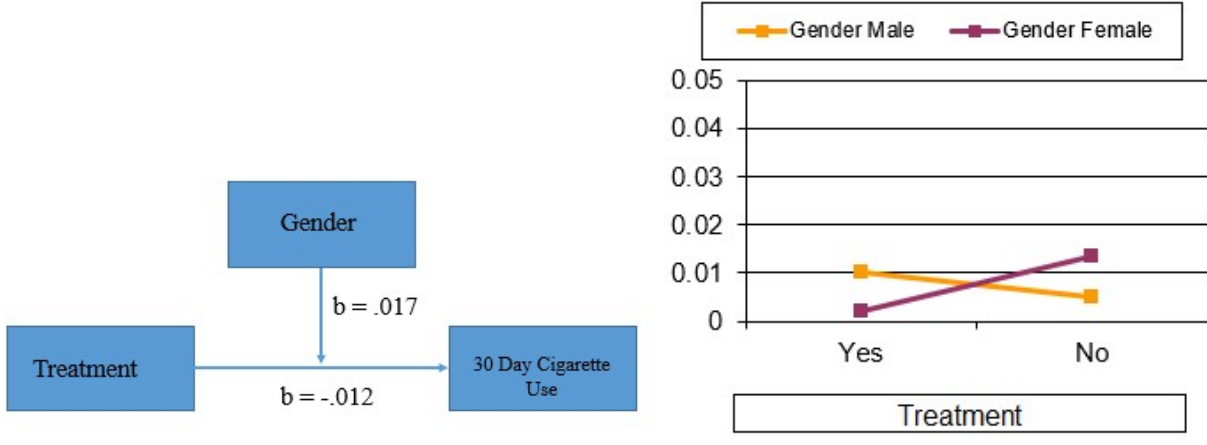 Gender
b = .017
Treatment
30 Day Cigarette
Use
b = -.012
Gender Male Gender Female
0.05
0.04
0.03
0.02
0.01
0
Yes No
Treatment